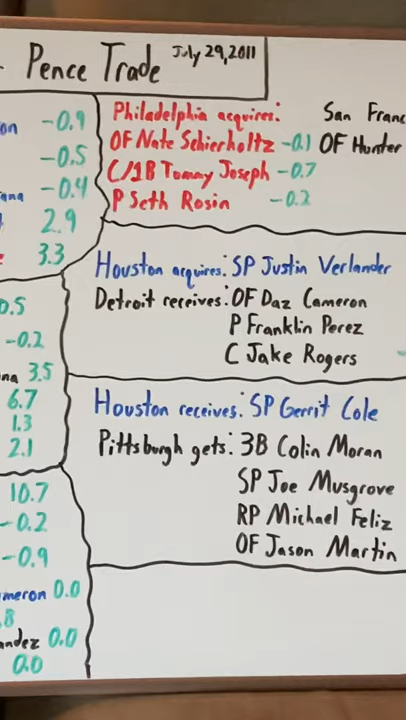 Pence Trade July 29, 2011
-0.9
-0.5
-0.4
2.9
3.3
Philadelphia acquires:
OF Nate Schierholtz -0.1
C/1B Tommy Joseph -0.7
P Seth Rosin -0.2
San Franc
OF Hunter
Houston acquires: SP Justin Verlander
Detroit receives: OF Daz Cameron
P Franklin Perez
C Jake Rogers
0.5
-0.2
na 3.5
6.7
1.3
2.1
Houston receives: SP Gerrit Cole
Pittsburgh gets: 3B Colin Moran
SP Joe Musgrove
RP Michael Feliz
OF Jason Martin
10.7
-0.2
-0.9
meron 0.0
.8
andez 0.0
0.0